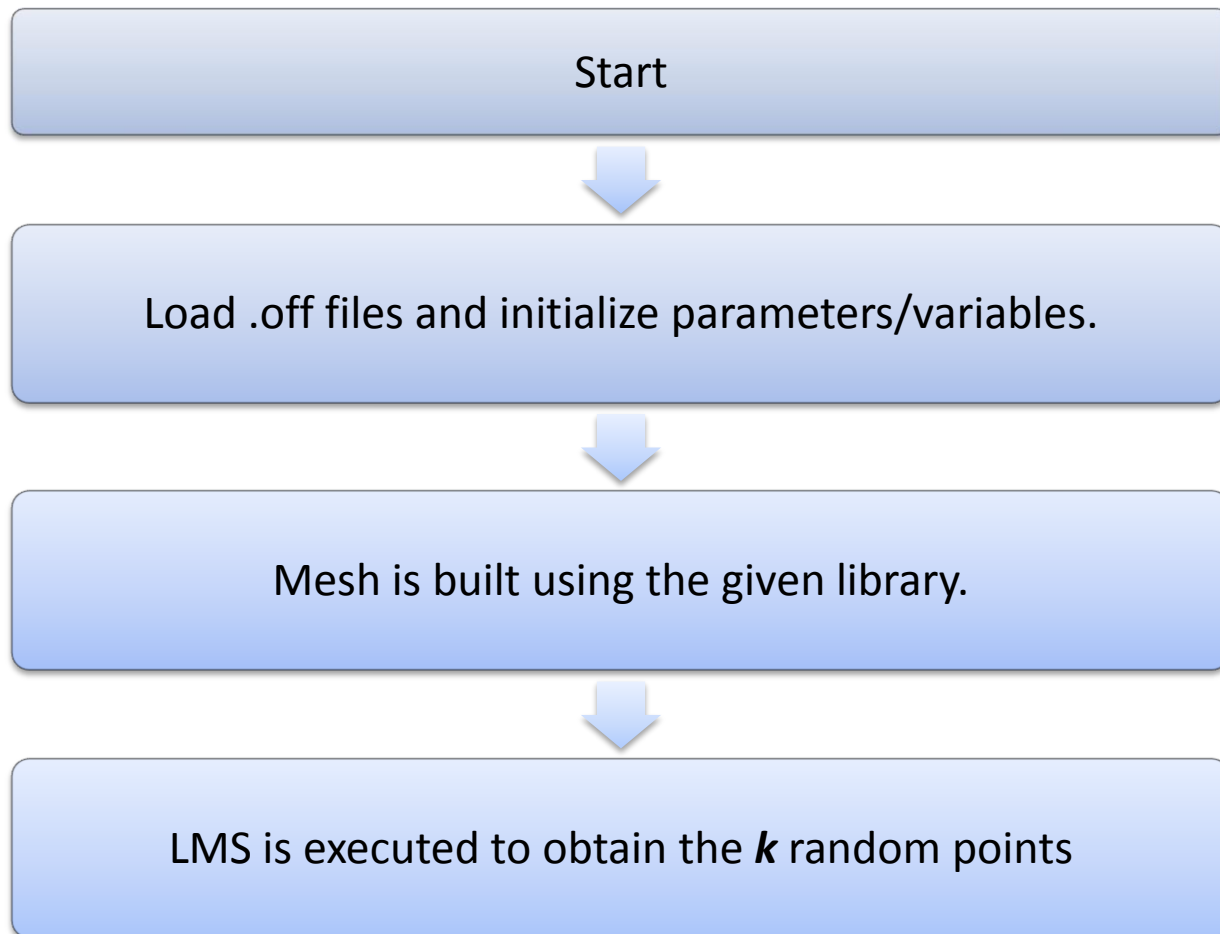 Start
Load .off files and initialize parameters/variables.
Mesh is built using the given library.
LMS is executed to obtain the k random points